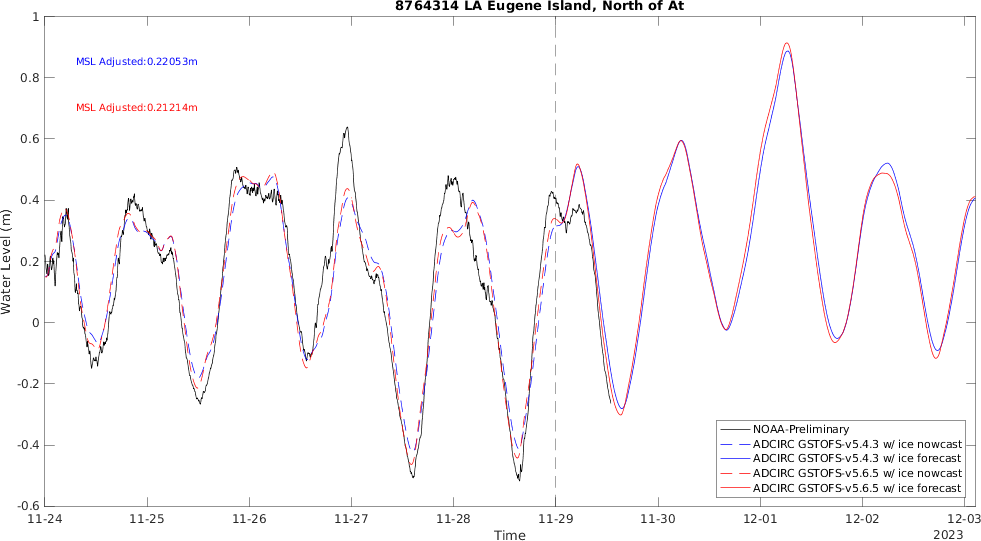 8764314 LA Eugene Island, North of At
MSL Adjusted:0.22053m
MSL Adjusted:0.21214m
Water Level (m)
1
0.8
0.6
0.4
0.2
0
-0.2
-0.4
-0.6
NOAA-Preliminary
ADCIRC GSTOFS-v5.4.3 w/ ice nowcast
ADCIRC GSTOFS-v5.4.3 w/ ice forecast
ADCIRC GSTOFS-v5.6.5 w/ ice nowcast
ADCIRC GSTOFS-v5.6.5 w/ ice forecast
11-24 11-25 11-26 11-27 11-28 11-29 11-30 12-01 12-02 12-03
Time
2023